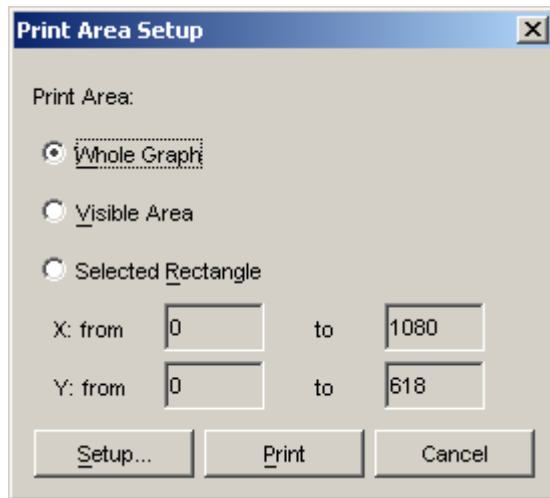 Print Area Setup
Print Area:
Whole Graph
Visible Area
Selected Rectangle
X: from 0 to 1080
Y: from 0 to 618
Setup... Print Cancel